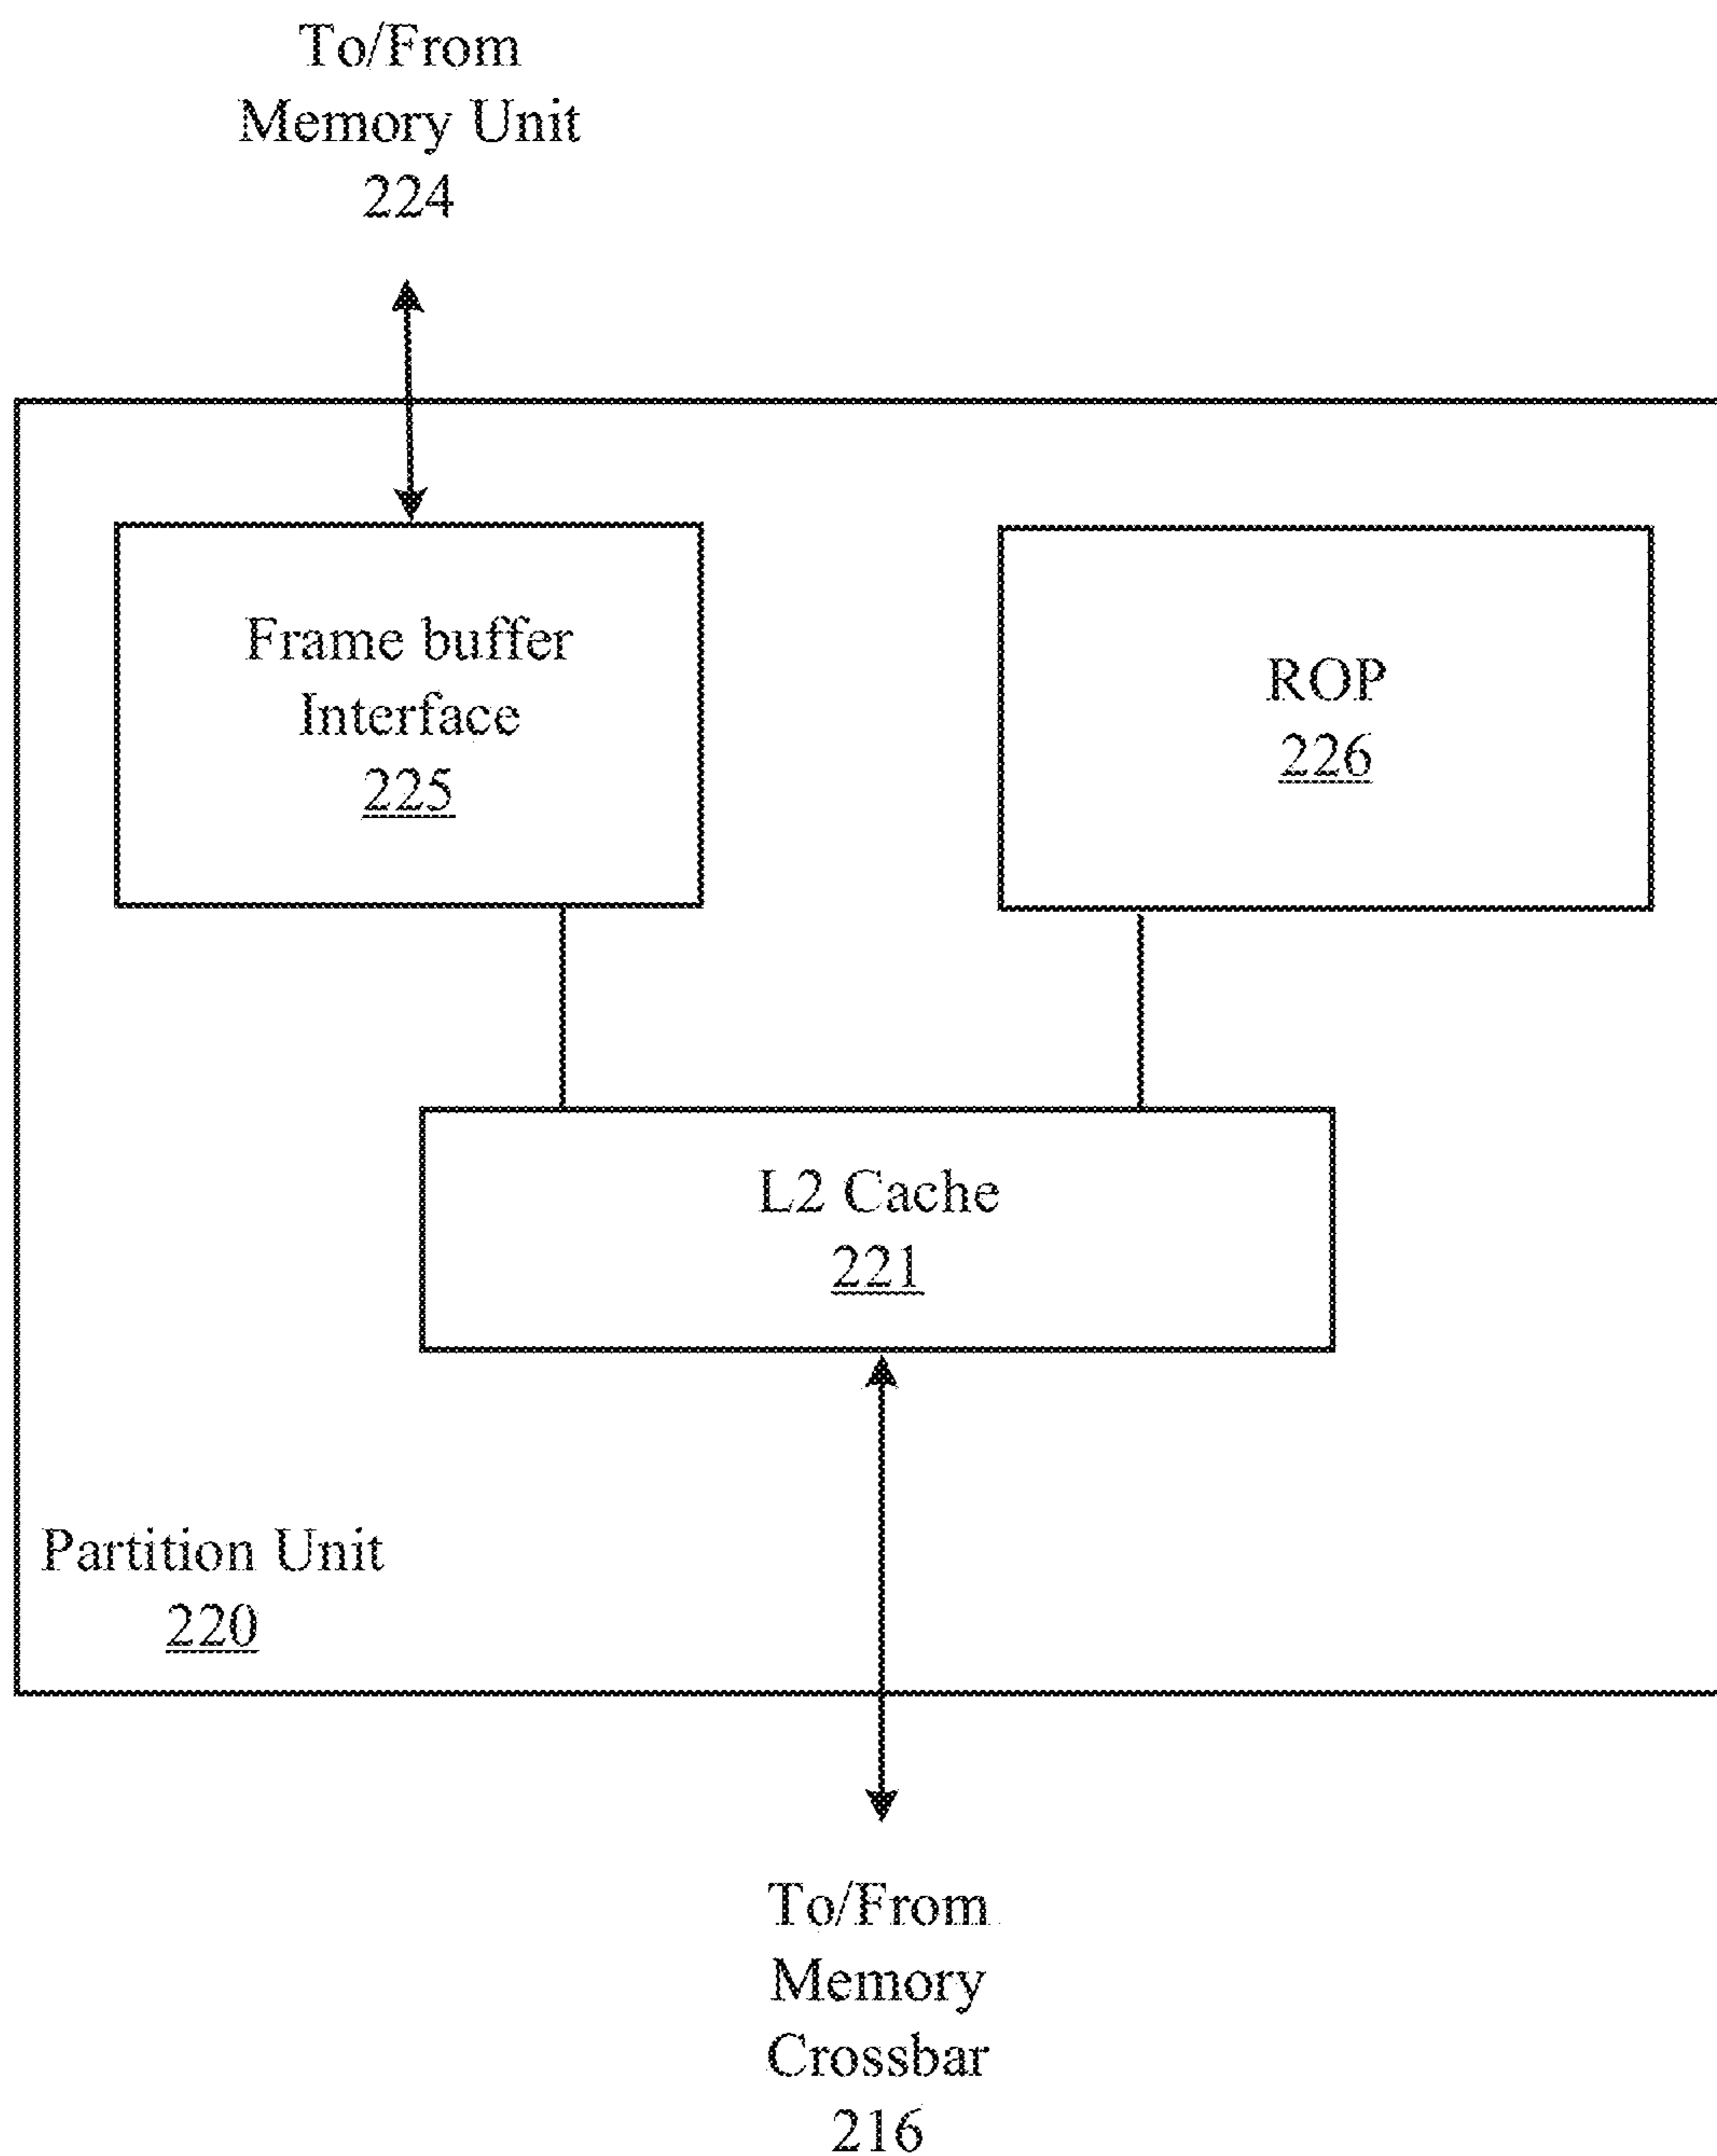 To/From
Memory Unit
224
Frame buffer
Interface
225
ROP
226
L2 Cache
221
Partition Unit
220
To/From
Memory
Crossbar
216